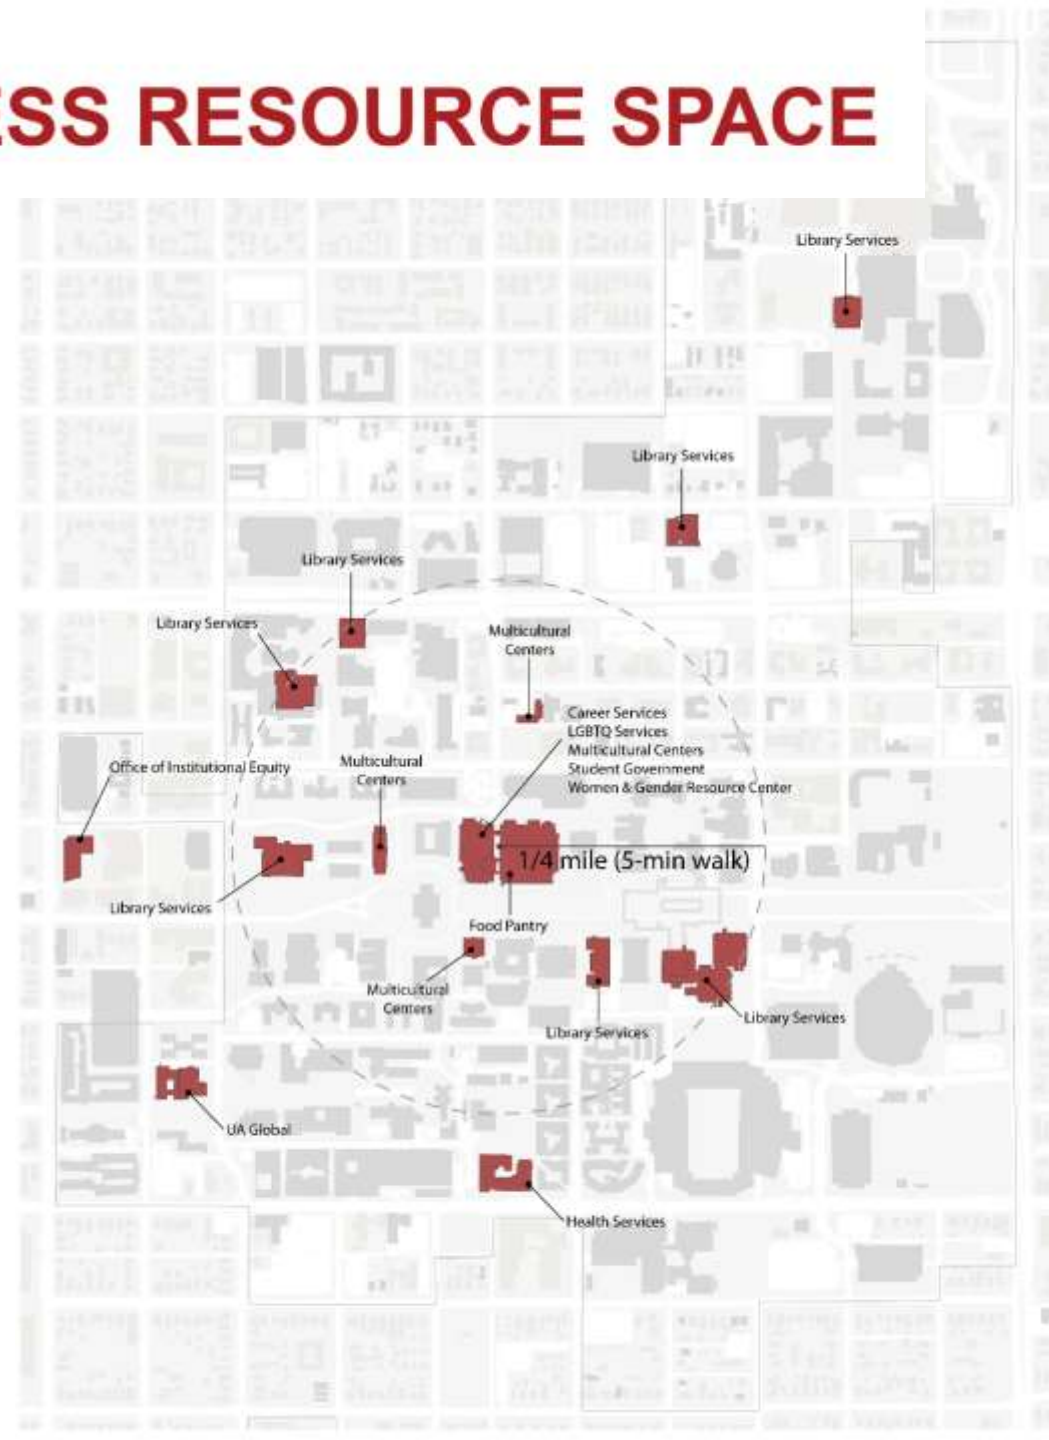 ESS RESOURCE SPACE
Library Services
Library Services
Library Services
Library Services
Multicultural
Centers
Career Services
LGBTQ Services
Multicultural Centers
Student Government
Women & Gender Resource Center
Office of Institutional Equity
Multicultural
Centers
1/4 mile (5-min walk)
Library Services
Food Pantry
Multicultural
Centers
Library Services
Library Services
UA Global
Health Services